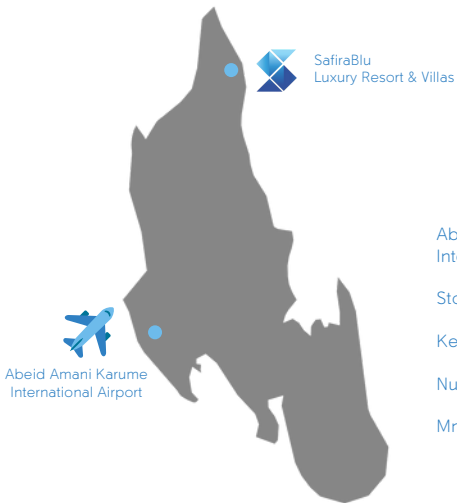 SafiraBlu
Luxury Resort & Villas
Abeid Amani Karume
International Airport